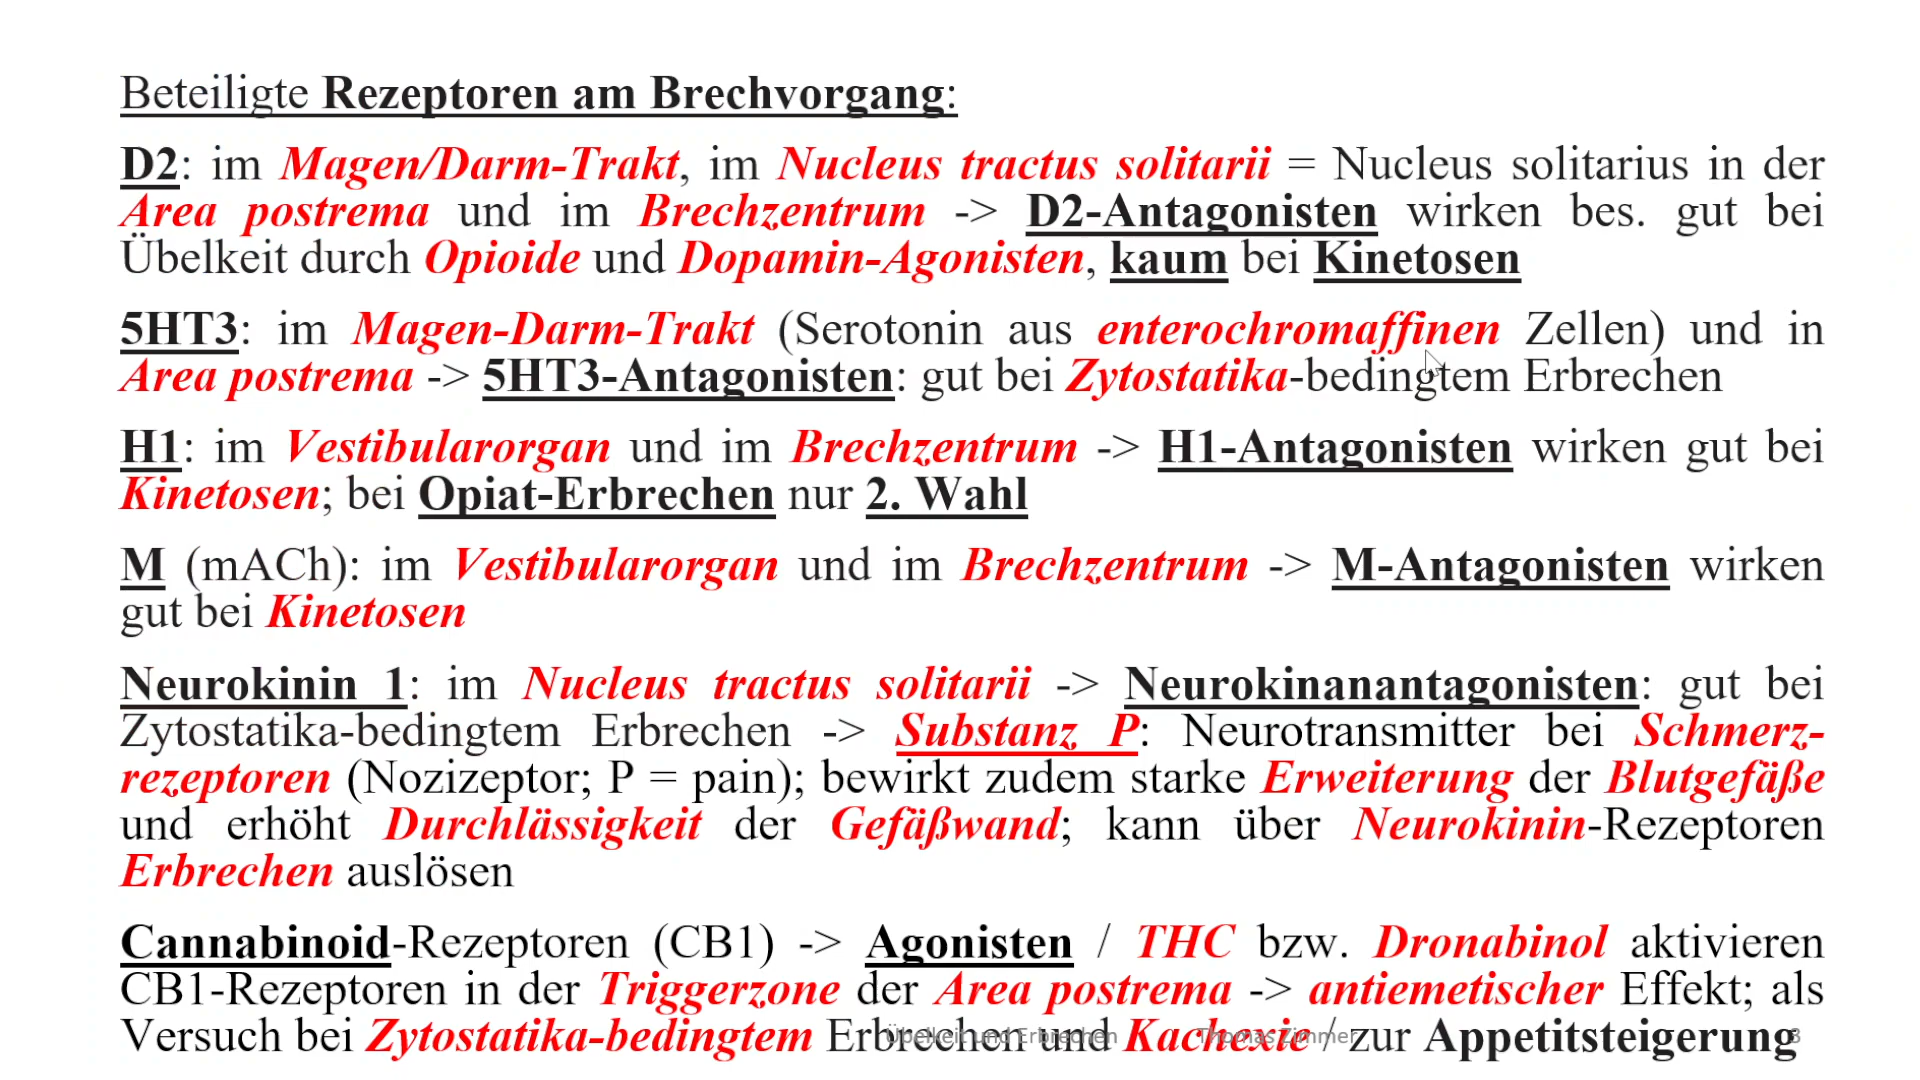 Beteiligte Rezeptoren am Brechvorgang:
D2: im Magen/Darm-Trakt, im Nucleus tractus solitarii = Nucleus solitarius in der
Area postrema und im Brechzentrum -> D2-Antagonisten wirken bes. gut bei
Übelkeit durch Opioide und Dopamin-Agonisten, kaum bei Kinetosen
5HT3: im Magen-Darm-Trakt (Serotonin aus enterochromaffinen Zellen) und in
Area postrema -> 5HT3-Antagonisten: gut bei Zytostatika-bedingtem Erbrechen
H1: im Vestibularorgan und im Brechzentrum -> H1-Antagonisten wirken gut bei
Kinetosen; bei Opiat-Erbrechen nur 2. Wahl
M (mACh): im Vestibularorgan und im Brechzentrum -> M-Antagonisten wirken
gut bei Kinetosen
Neurokinin 1: im Nucleus tractus solitarii -> Neurokinanantagonisten: gut bei
Zytostatika-bedingtem Erbrechen -> Substanz P: Neurotransmitter bei Schmerz-
rezeptoren (Nozizeptor; P = pain); bewirkt zudem starke Erweiterung der Blutgefäße
und erhöht Durchlässigkeit der Gefäßwand; kann über Neurokinin-Rezeptoren
Erbrechen auslösen
Cannabinoid-Rezeptoren (CB1) -> Agonisten / THC bzw. Dronabinol aktivieren
CB1-Rezeptoren in der Triggerzone der Area postrema -> antiemetischer Effekt; als
Versuch bei Zytostatika-bedingtem Erbrechen und Kachexie / zur Appetitsteigerung
Übelkeit und Erbrechen Thomas Zimmer 3